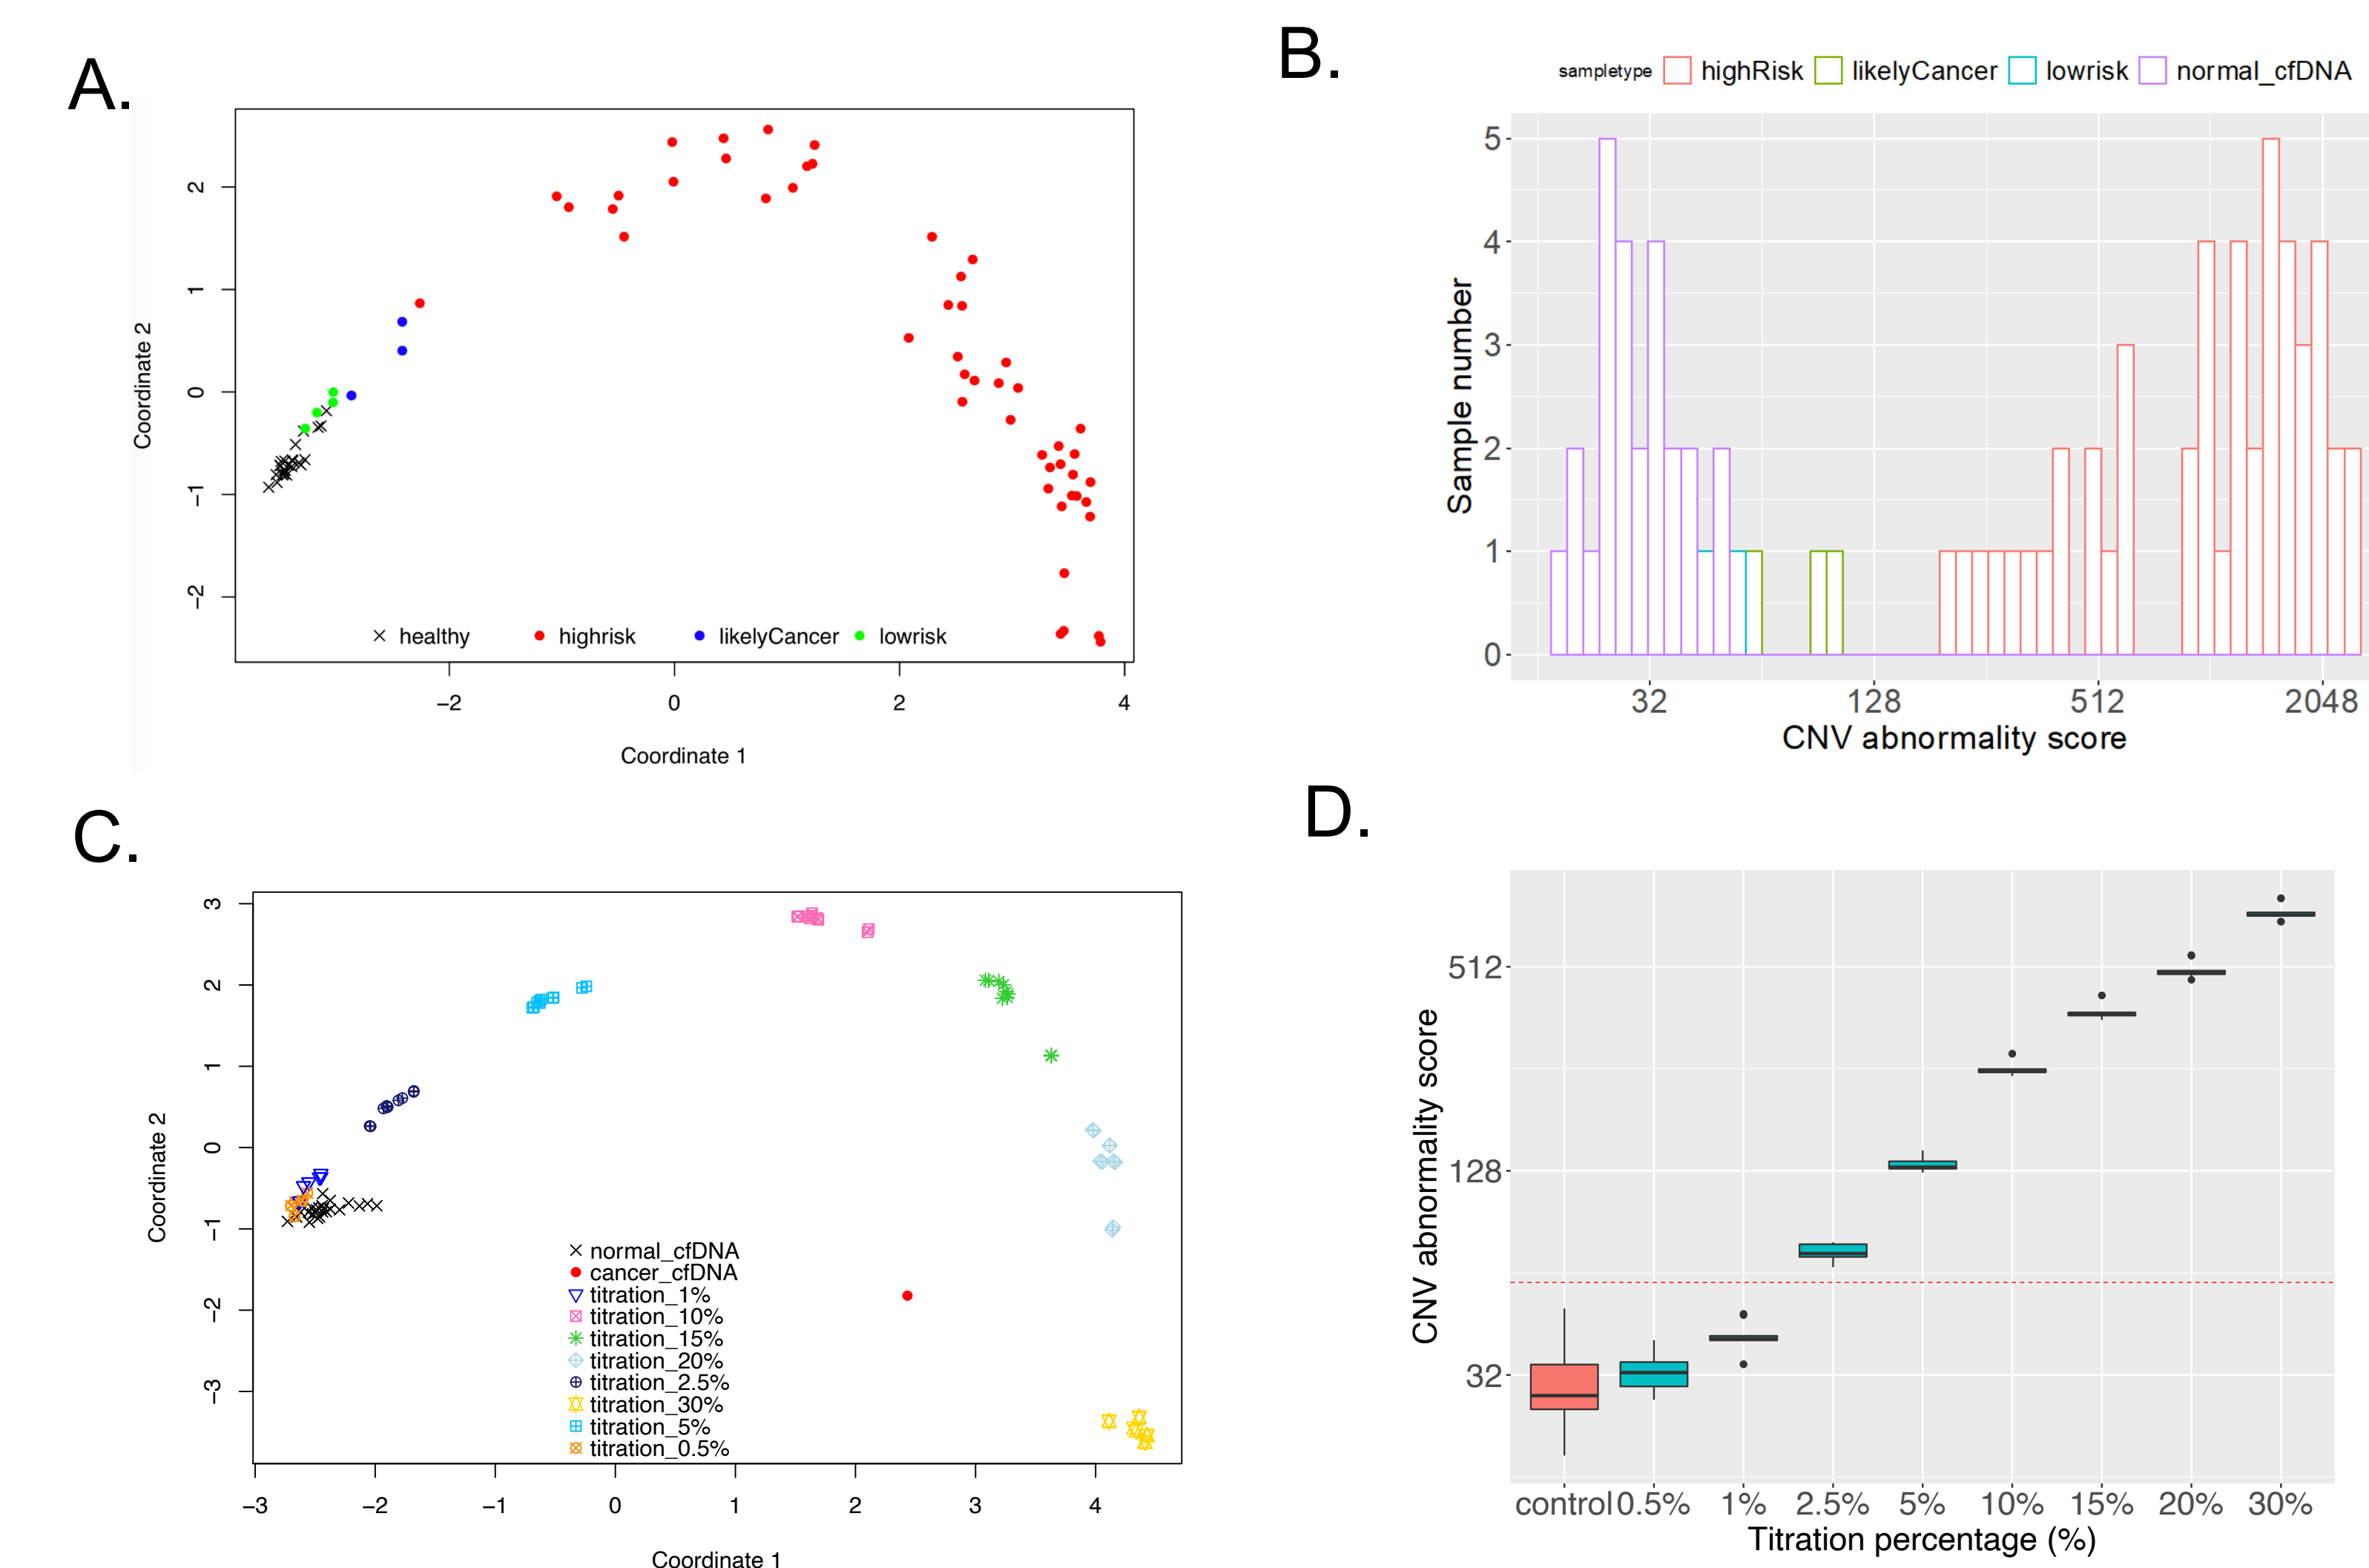 A.
2
1
0
−1
−2
Coordinate 2
healthy highrisk likelyCancer lowrisk
−2 0 2 4
Coordinate 1
B.
sampletype highRisk likelyCancer lowrisk normal_cfDNA
5
4
3
2
1
0
Sample number
32 128 512 2048
CNV abnormality score
C.
3
2
1
0
−1
−2
−3
Coordinate 2
normal_cfDNA
cancer_cfDNA
titration_1%
titration_10%
titration_15%
titration_20%
titration_2.5%
titration_30%
titration_5%
titration_0.5%
−3 −2 −1 0 1 2 3 4
Coordinate 1
D.
512
128
32
CNV abnormality score
control 0.5% 1% 2.5% 5% 10% 15% 20% 30%
Titration percentage (%)